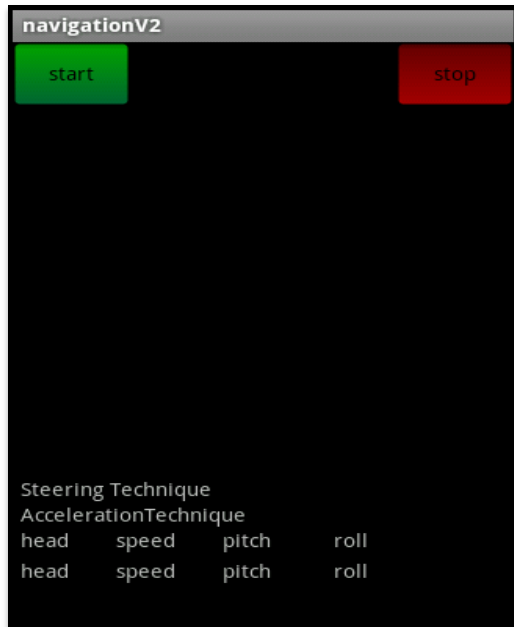 navigationV2
start stop
Steering Technique
AccelerationTechnique
head speed pitch roll
head speed pitch roll